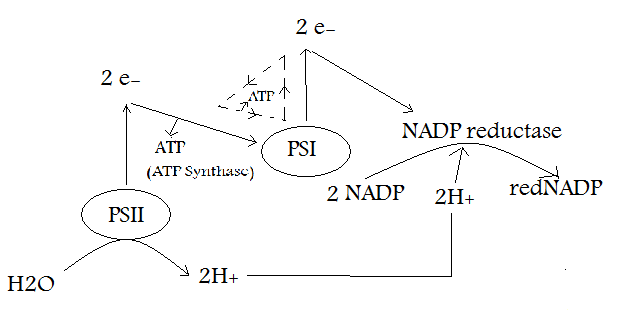 2 e-
2 e-
ATP
NADP reductase
ATP
(ATP Synthase)
PSI
2 NADP
2H+
redNADP
PSII
H2O
2H+